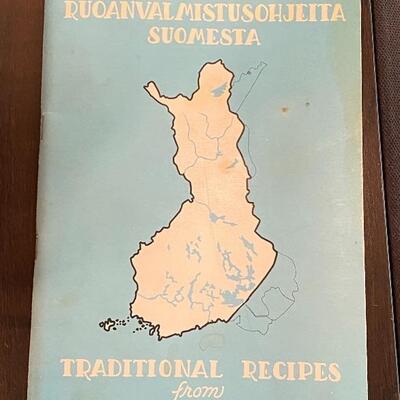 RUOANVALMISTUSOHJEITA
SUOMESTA
TRADITIONAL RECIPES
from